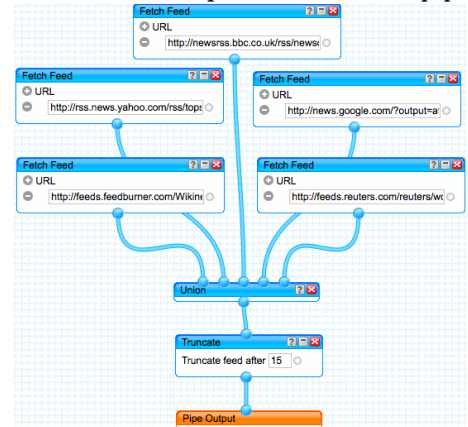 Fetch Feed
URL
http://newsrss.bbc.co.uk/rss/newso
Fetch Feed
URL
http://rss.news.yahoo.com/rss/tops
Fetch Feed
URL
http://news.google.com/?output=at
Fetch Feed
URL
http://feeds.feedburner.com/Wikine
Fetch Feed
URL
http://feeds.reuters.com/reuters/wo
Union
Truncate
Truncate feed after 15
Pipe Output